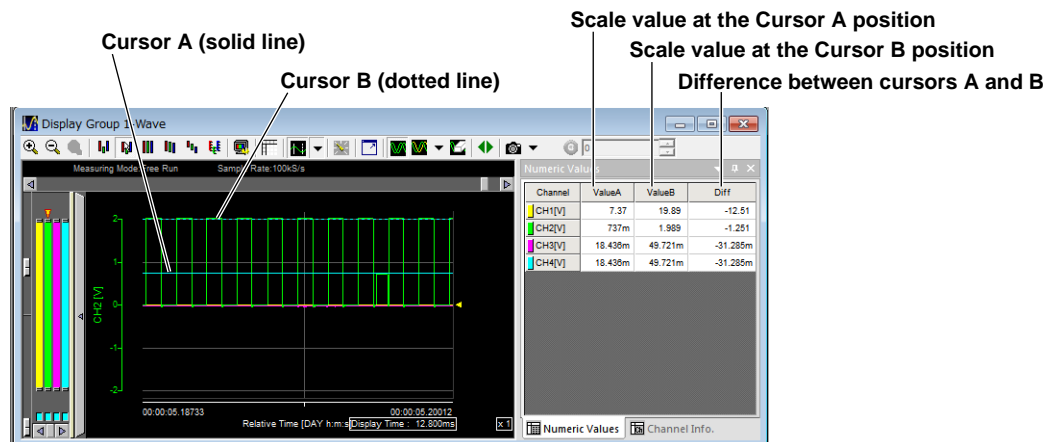 Scale value at the Cursor A position
Cursor A (solid line)
Scale value at the Cursor B position
Cursor B (dotted line)
Difference between cursors A and B
Display Group 1-Wave
0
Measuring Mode:Free Run Sample Rate:100kS/s
Numeric Values
Channel ValueA ValueB Diff
CH1[V] 7.37 19.89 -12.51
CH2[V] 737m 1.989 -1.251
CH3[V] 18.436m 49.721m -31.285m
CH4[V] 18.436m 49.721m -31.285m
2
1
0
-1
-2
CH2 [V]
00:00:05.18733 00:00:05.20012
Relative Time [DAY h:m:s] Display Time : 12.800ms x 1
Numeric Values Channel Info.